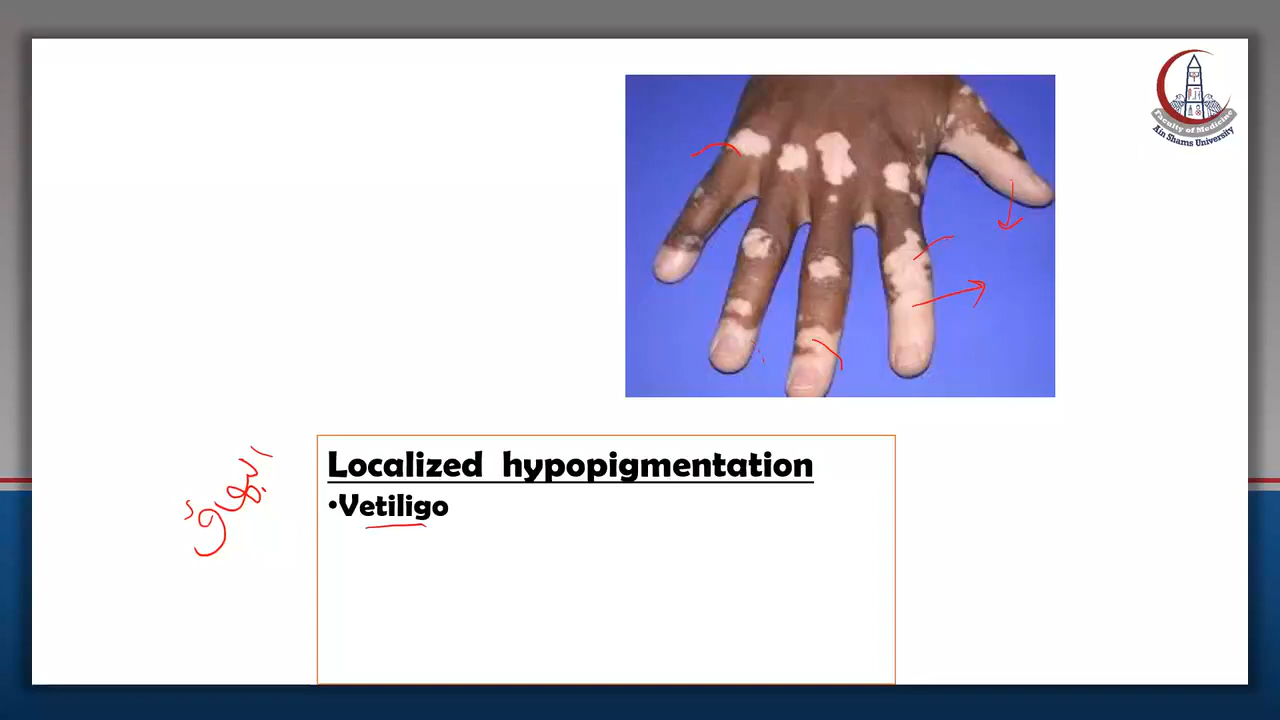 Faculty of Medicine
Ain Shams University
Localized hypopigmentation
•Vetiligo